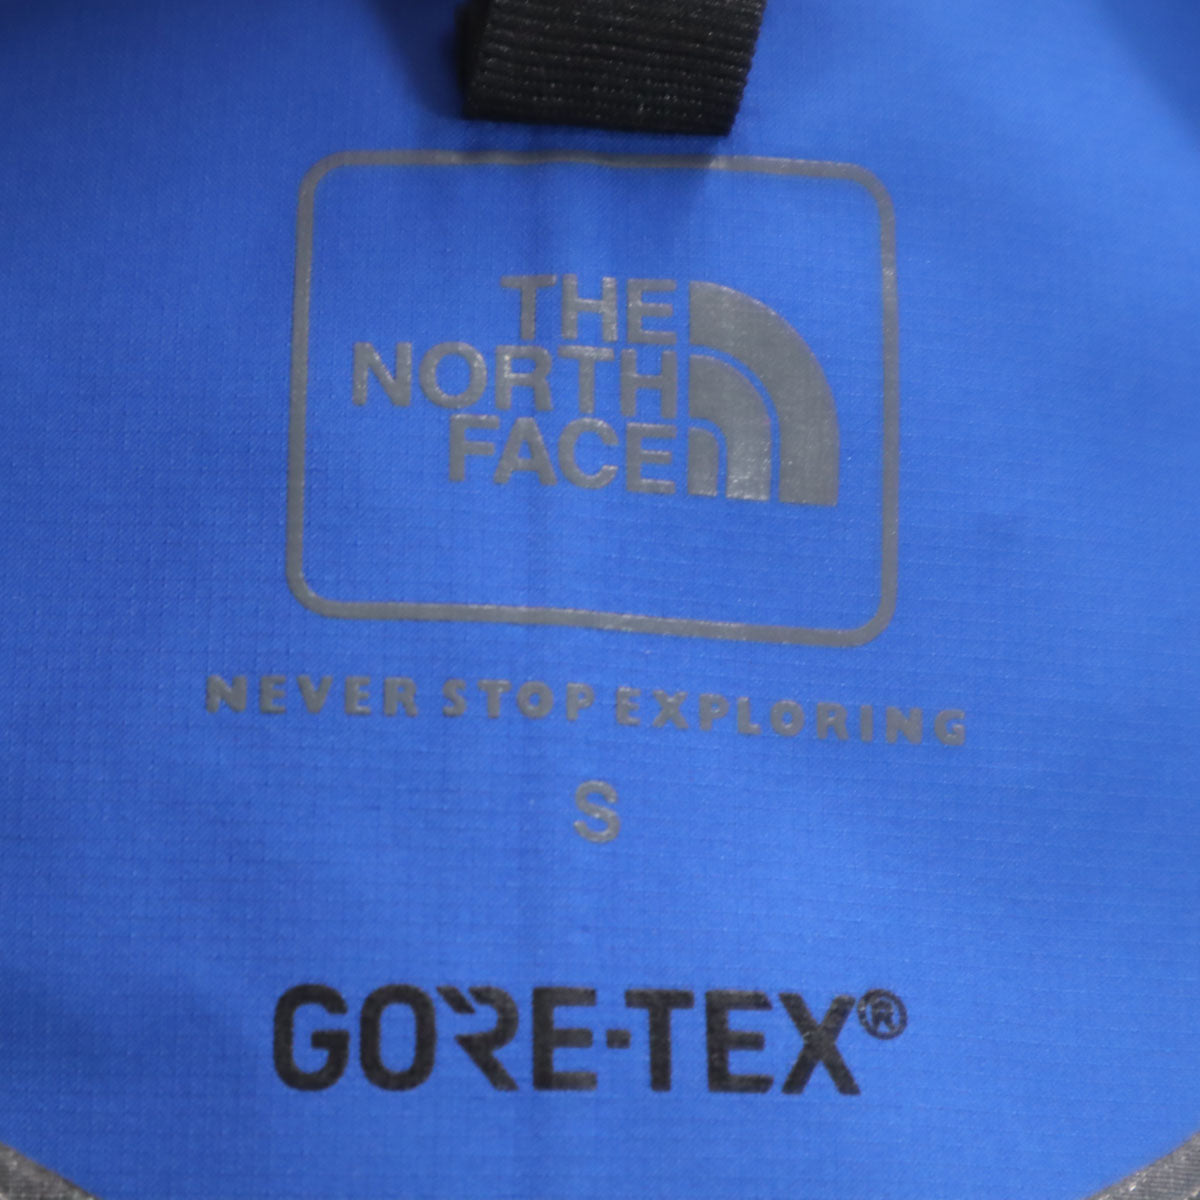 THE
NORTH
FACE
NEVER STOP EXPLORING
S
GORE-TEX®